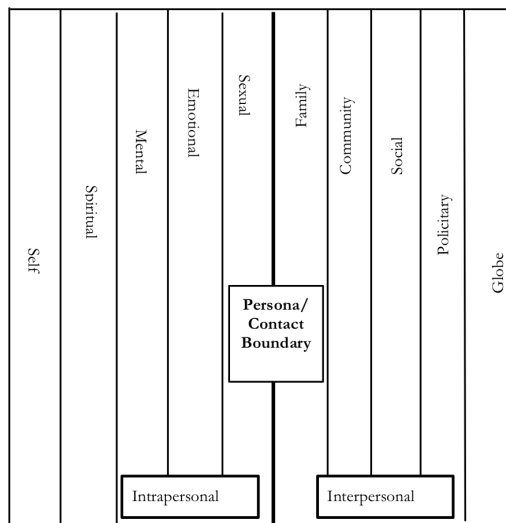 Self
Spiritual
Mental
Emotional
Sexual
Family
Community
Social
Policitary
Globe
Persona/
Contact
Boundary
Intrapersonal
Interpersonal